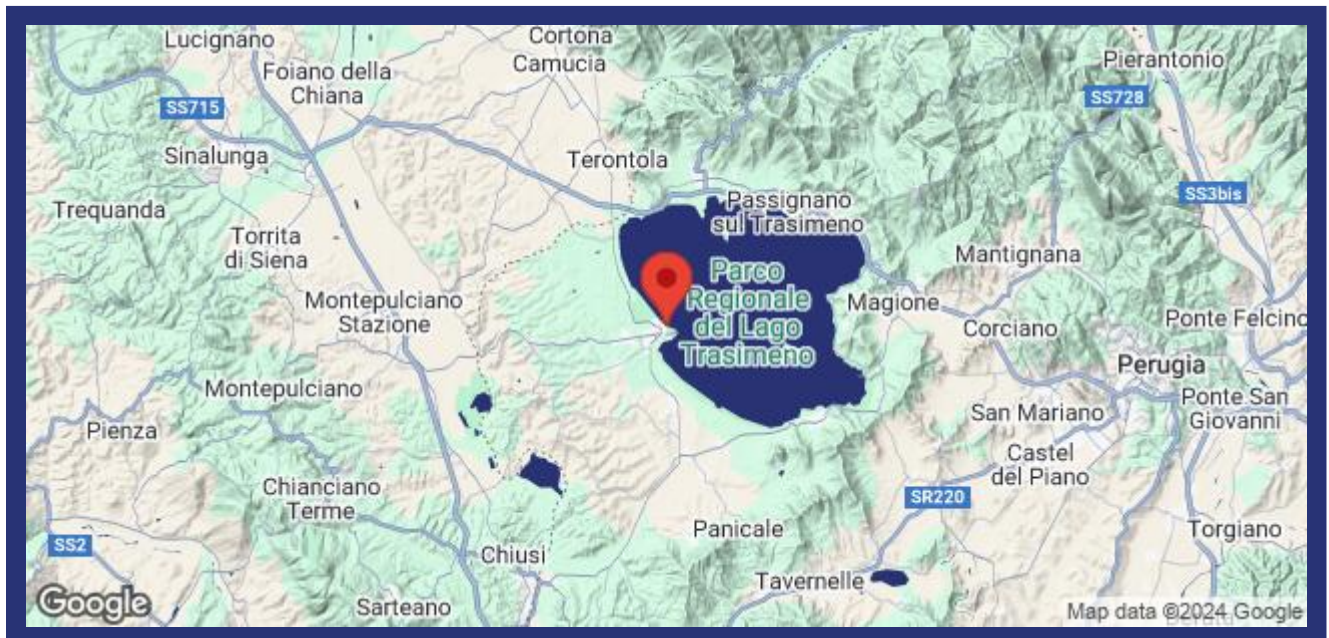 Lucignano
Cortona
Camucia
Foiano della
Chiana
Pierantonio
SS728
SS715
Sinalunga
Terontola
SS3bis
Trequanda
Passignano
sul Trasimeno
Torrita
di Siena
Mantignana
Parco
Regionale
del Lago
Trasimeno
Montepulciano
Stazione
Magione
Corciano
Ponte Felcino
Perugia
Montepulciano
Ponte San
Giovanni
San Mariano
Pienza
Castel
del Piano
Chianciano
Terme
SR220
Panicale
Torgiano
SS2
Chiusi
Tavernelle
Sarteano
Google
Map data ©2024 Google